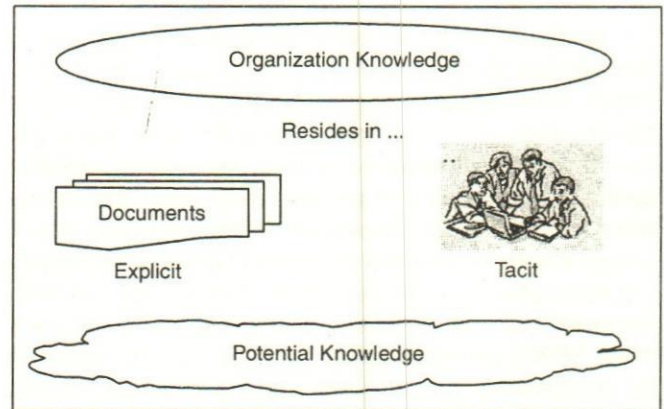 Organization Knowledge
Resides in ...
Documents
Explicit
Tacit
Potential Knowledge